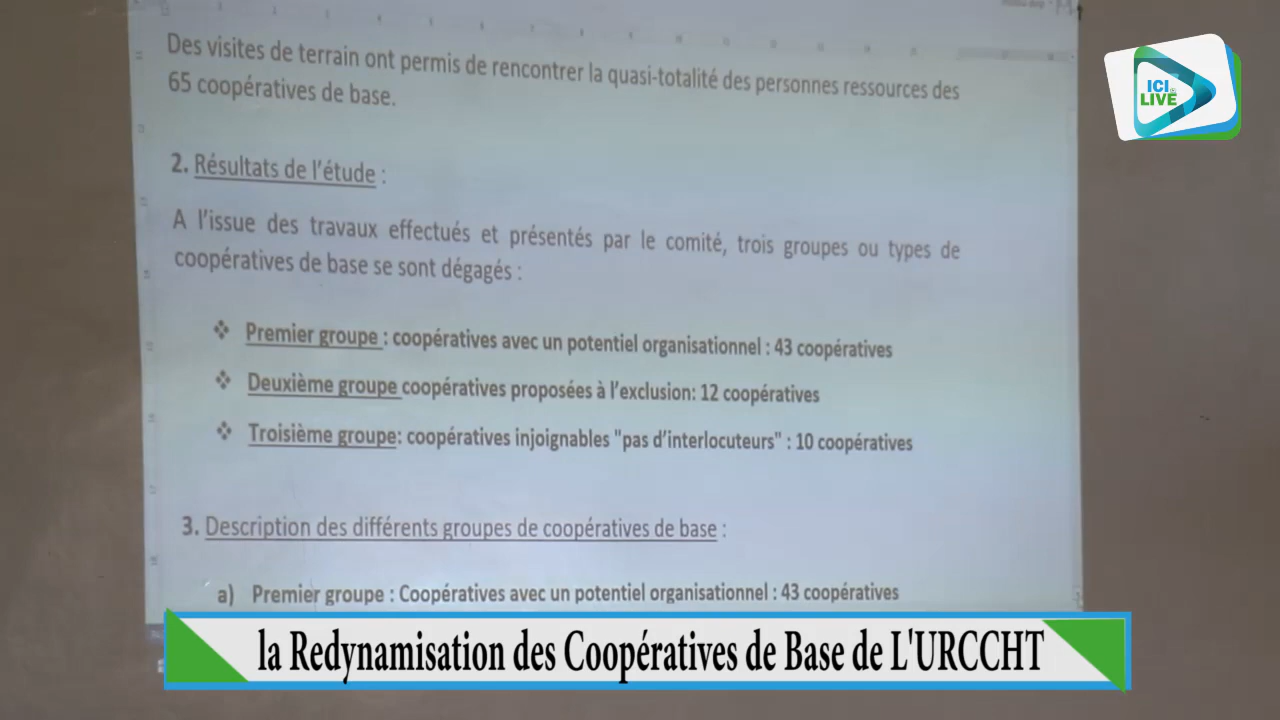 Des visites de terrain ont permis de rencontrer la quasi-totalité des personnes ressources des
65 coopératives de base.
ICI
LIVE
2. Résultats de l'étude :
A l'issue des travaux effectués et présentés par le comité, trois groupes ou types de
coopératives de base se sont dégagés :
❖ Premier groupe : coopératives avec un potentiel organisationnel : 43 coopératives
❖ Deuxième groupe coopératives proposées à l'exclusion: 12 coopératives
❖ Troisième groupe: coopératives injoignables "pas d'interlocuteurs" : 10 coopératives
3. Description des différents groupes de coopératives de base :
a) Premier groupe : Coopératives avec un potentiel organisationnel : 43 coopératives
la Redynamisation des Coopératives de Base de L'URCCHT